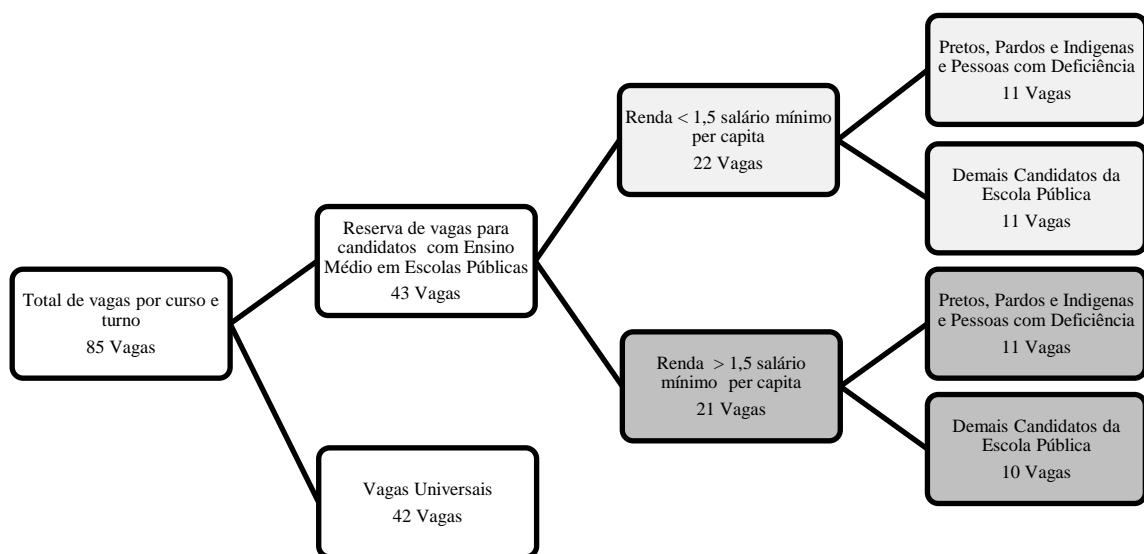 Total de vagas por curso e
turno
85 Vagas
Reserva de vagas para
candidatos com Ensino
Médio em Escolas Públicas
43 Vagas
Renda < 1,5 salário mínimo
per capita
22 Vagas
Pretos, Pardos e Indigenas
e Pessoas com Deficiência
11 Vagas
Demais Candidatos da
Escola Pública
11 Vagas
Renda > 1,5 salário
mínimo per capita
21 Vagas
Pretos, Pardos e Indigenas
e Pessoas com Deficiência
11 Vagas
Demais Candidatos da
Escola Pública
10 Vagas
Vagas Universais
42 Vagas